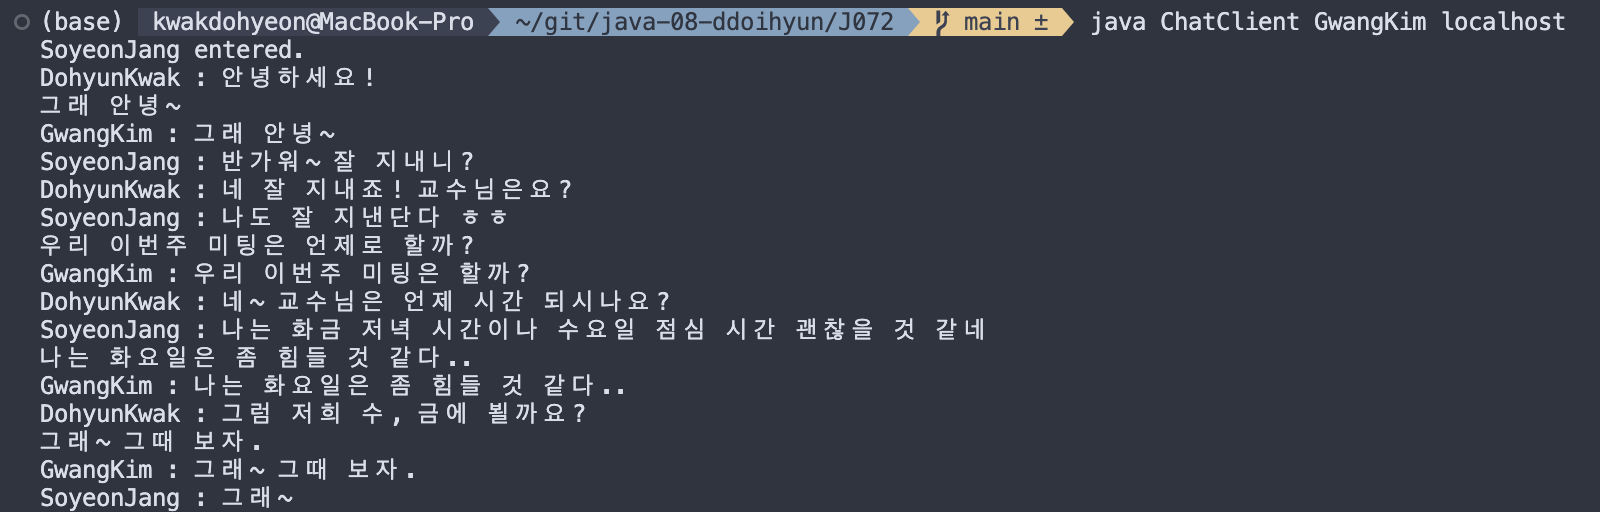 (base) kwakdohyeon@MacBook-Pro ~/git/java-08-ddoihyun/J072 main ± java ChatClient GwangKim localhost
SoyeonJang entered.
DohyunKwak : 안녕하세요!
그래 안녕~
GwangKim : 그래 안녕~
SoyeonJang : 반가워~ 잘 지내니?
DohyunKwak : 네 잘 지내죠! 교수님은요?
SoyeonJang : 나도 잘 지낸단다 ㅎㅎ
우리 이번주 미팅은 언제로 할까?
GwangKim : 우리 이번주 미팅은 할까?
DohyunKwak : 네~ 교수님은 언제 시간 되시나요?
SoyeonJang : 나는 화금 저녁 시간이나 수요일 점심 시간 괜찮을 것 같네
나는 화요일은 좀 힘들 것 같다..
GwangKim : 나는 화요일은 좀 힘들 것 같다..
DohyunKwak : 그럼 저희 수, 금에 뵐까요?
그래~ 그때 보자.
GwangKim : 그래~ 그때 보자.
SoyeonJang : 그래~